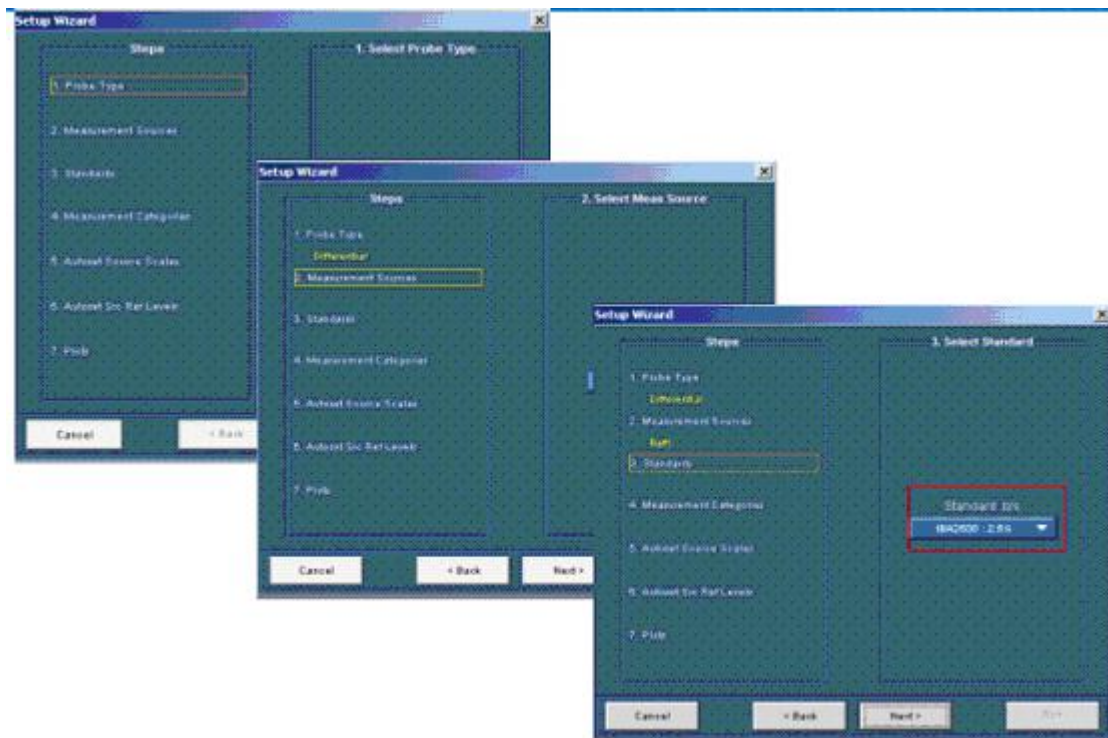 Setup Wizard
Steps
1. Select Probe Type
1. Probe Type
2. Measurement Sources
3. Standards
4. Measurement Categories
5. Autoset Source Scales
6. Autoset Src Ref Levels
7. Plots
Cancel
< Back
Setup Wizard
Steps
2. Select Meas Source
1. Probe Type
Differential
2. Measurement Sources
3. Standards
4. Measurement Categories
5. Autoset Source Scales
6. Autoset Src Ref Levels
7. Plots
Cancel
< Back
Next >
Setup Wizard
Steps
3. Select Standard
1. Probe Type
Differential
2. Measurement Sources
3. Standards
4. Measurement Categories
5. Autoset Source Scales
6. Autoset Src Ref Levels
7. Plots
Standard
IBA2500 : 2.5
Cancel
< Back
Next >